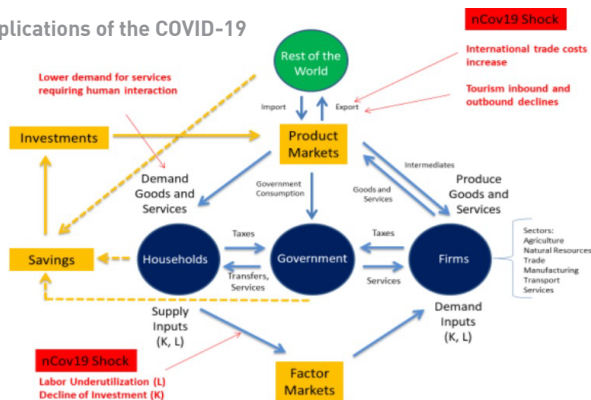 plications of the COVID-19
nCov19 Shock
International trade costs
increase
Tourism inbound and
outbound declines
Rest of the
World
Lower demand for services
requiring human interaction
Import
Export
Investments
Product
Markets
Demand
Goods and
Services
Government
Consumption
Intermediates
Goods and
Services
Produce
Goods and
Services
Savings
Households
Taxes
Transfers,
Services
Government
Taxes
Services
Firms
Sectors:
Agriculture
Natural Resources
Trade
Manufacturing
Transport
Services
Supply
Inputs
(K, L)
Demand
Inputs
(K, L)
nCov19 Shock
Labor Underutilization (L)
Decline of Investment (K)
Factor
Markets